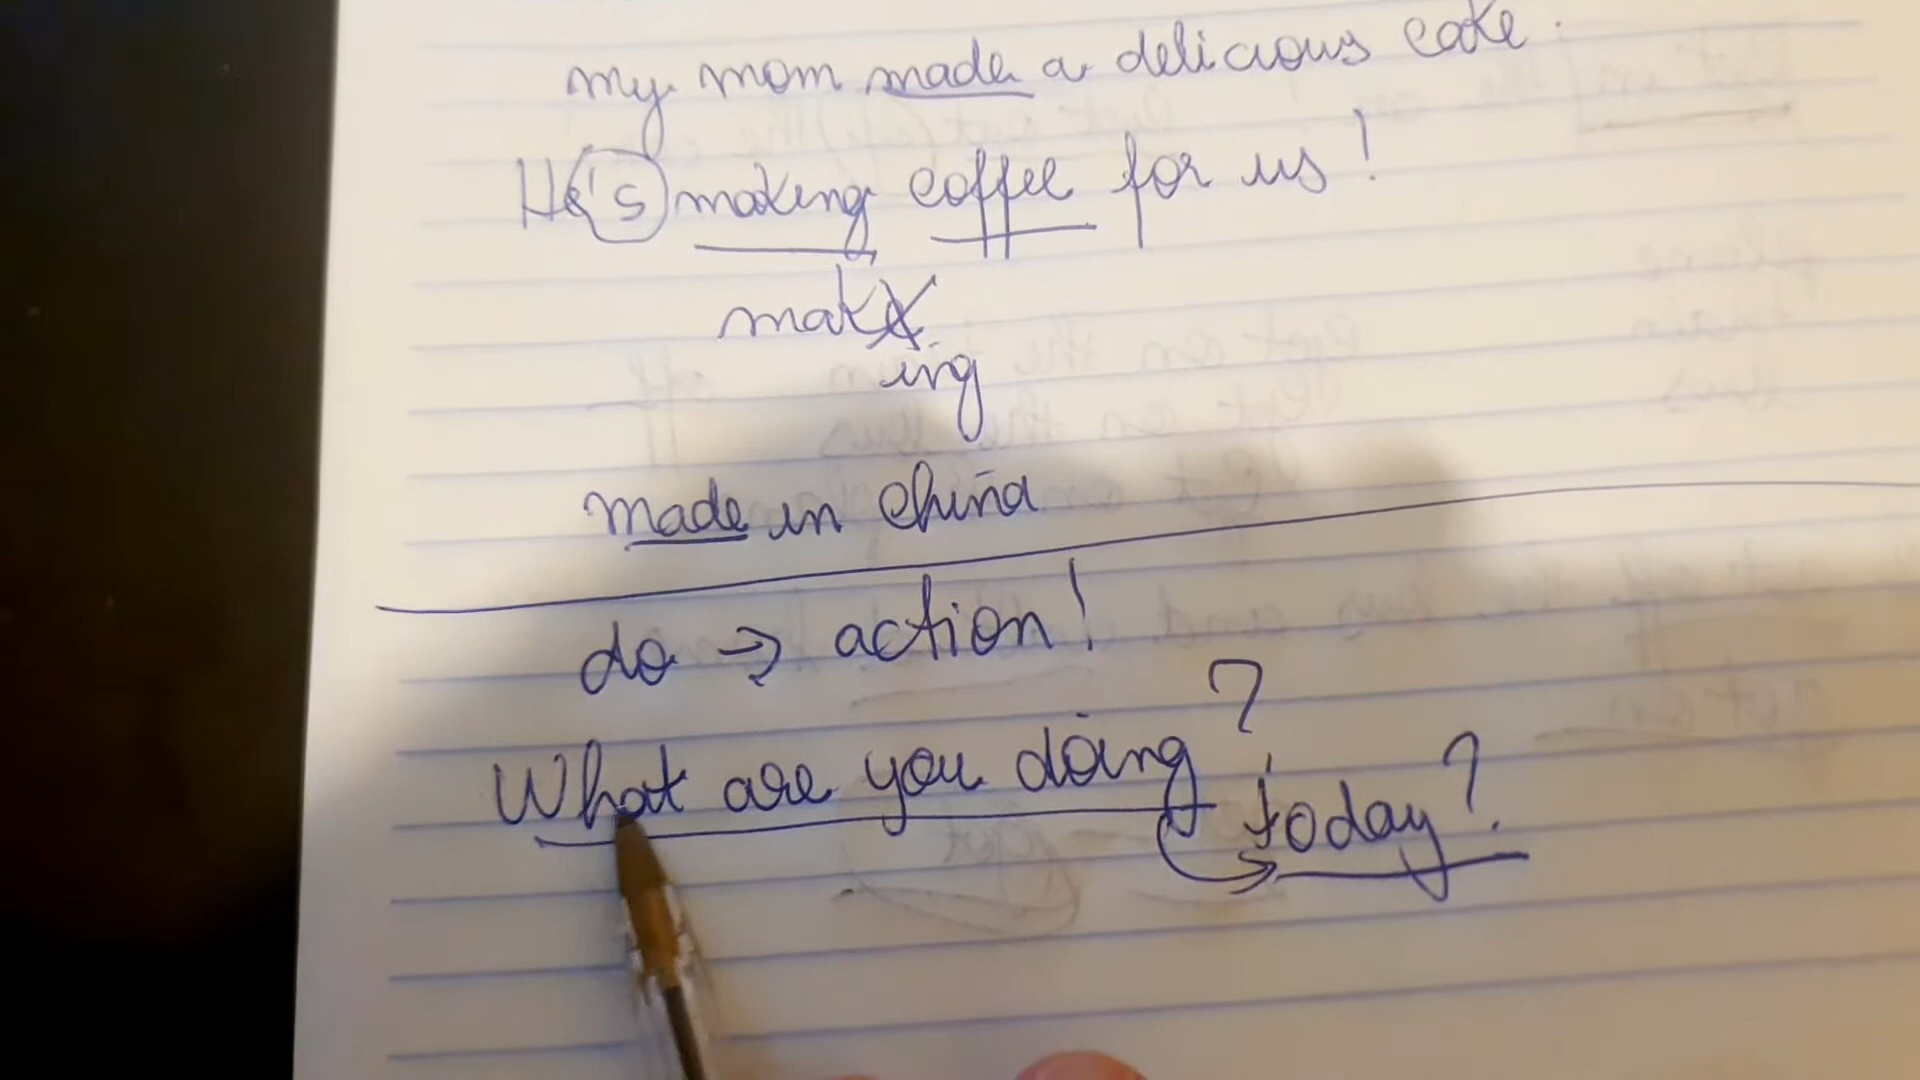 my mom made a delicious cake.
He's making coffee for us!
make
ing
made in China
do → action!
What are you doing?
today?